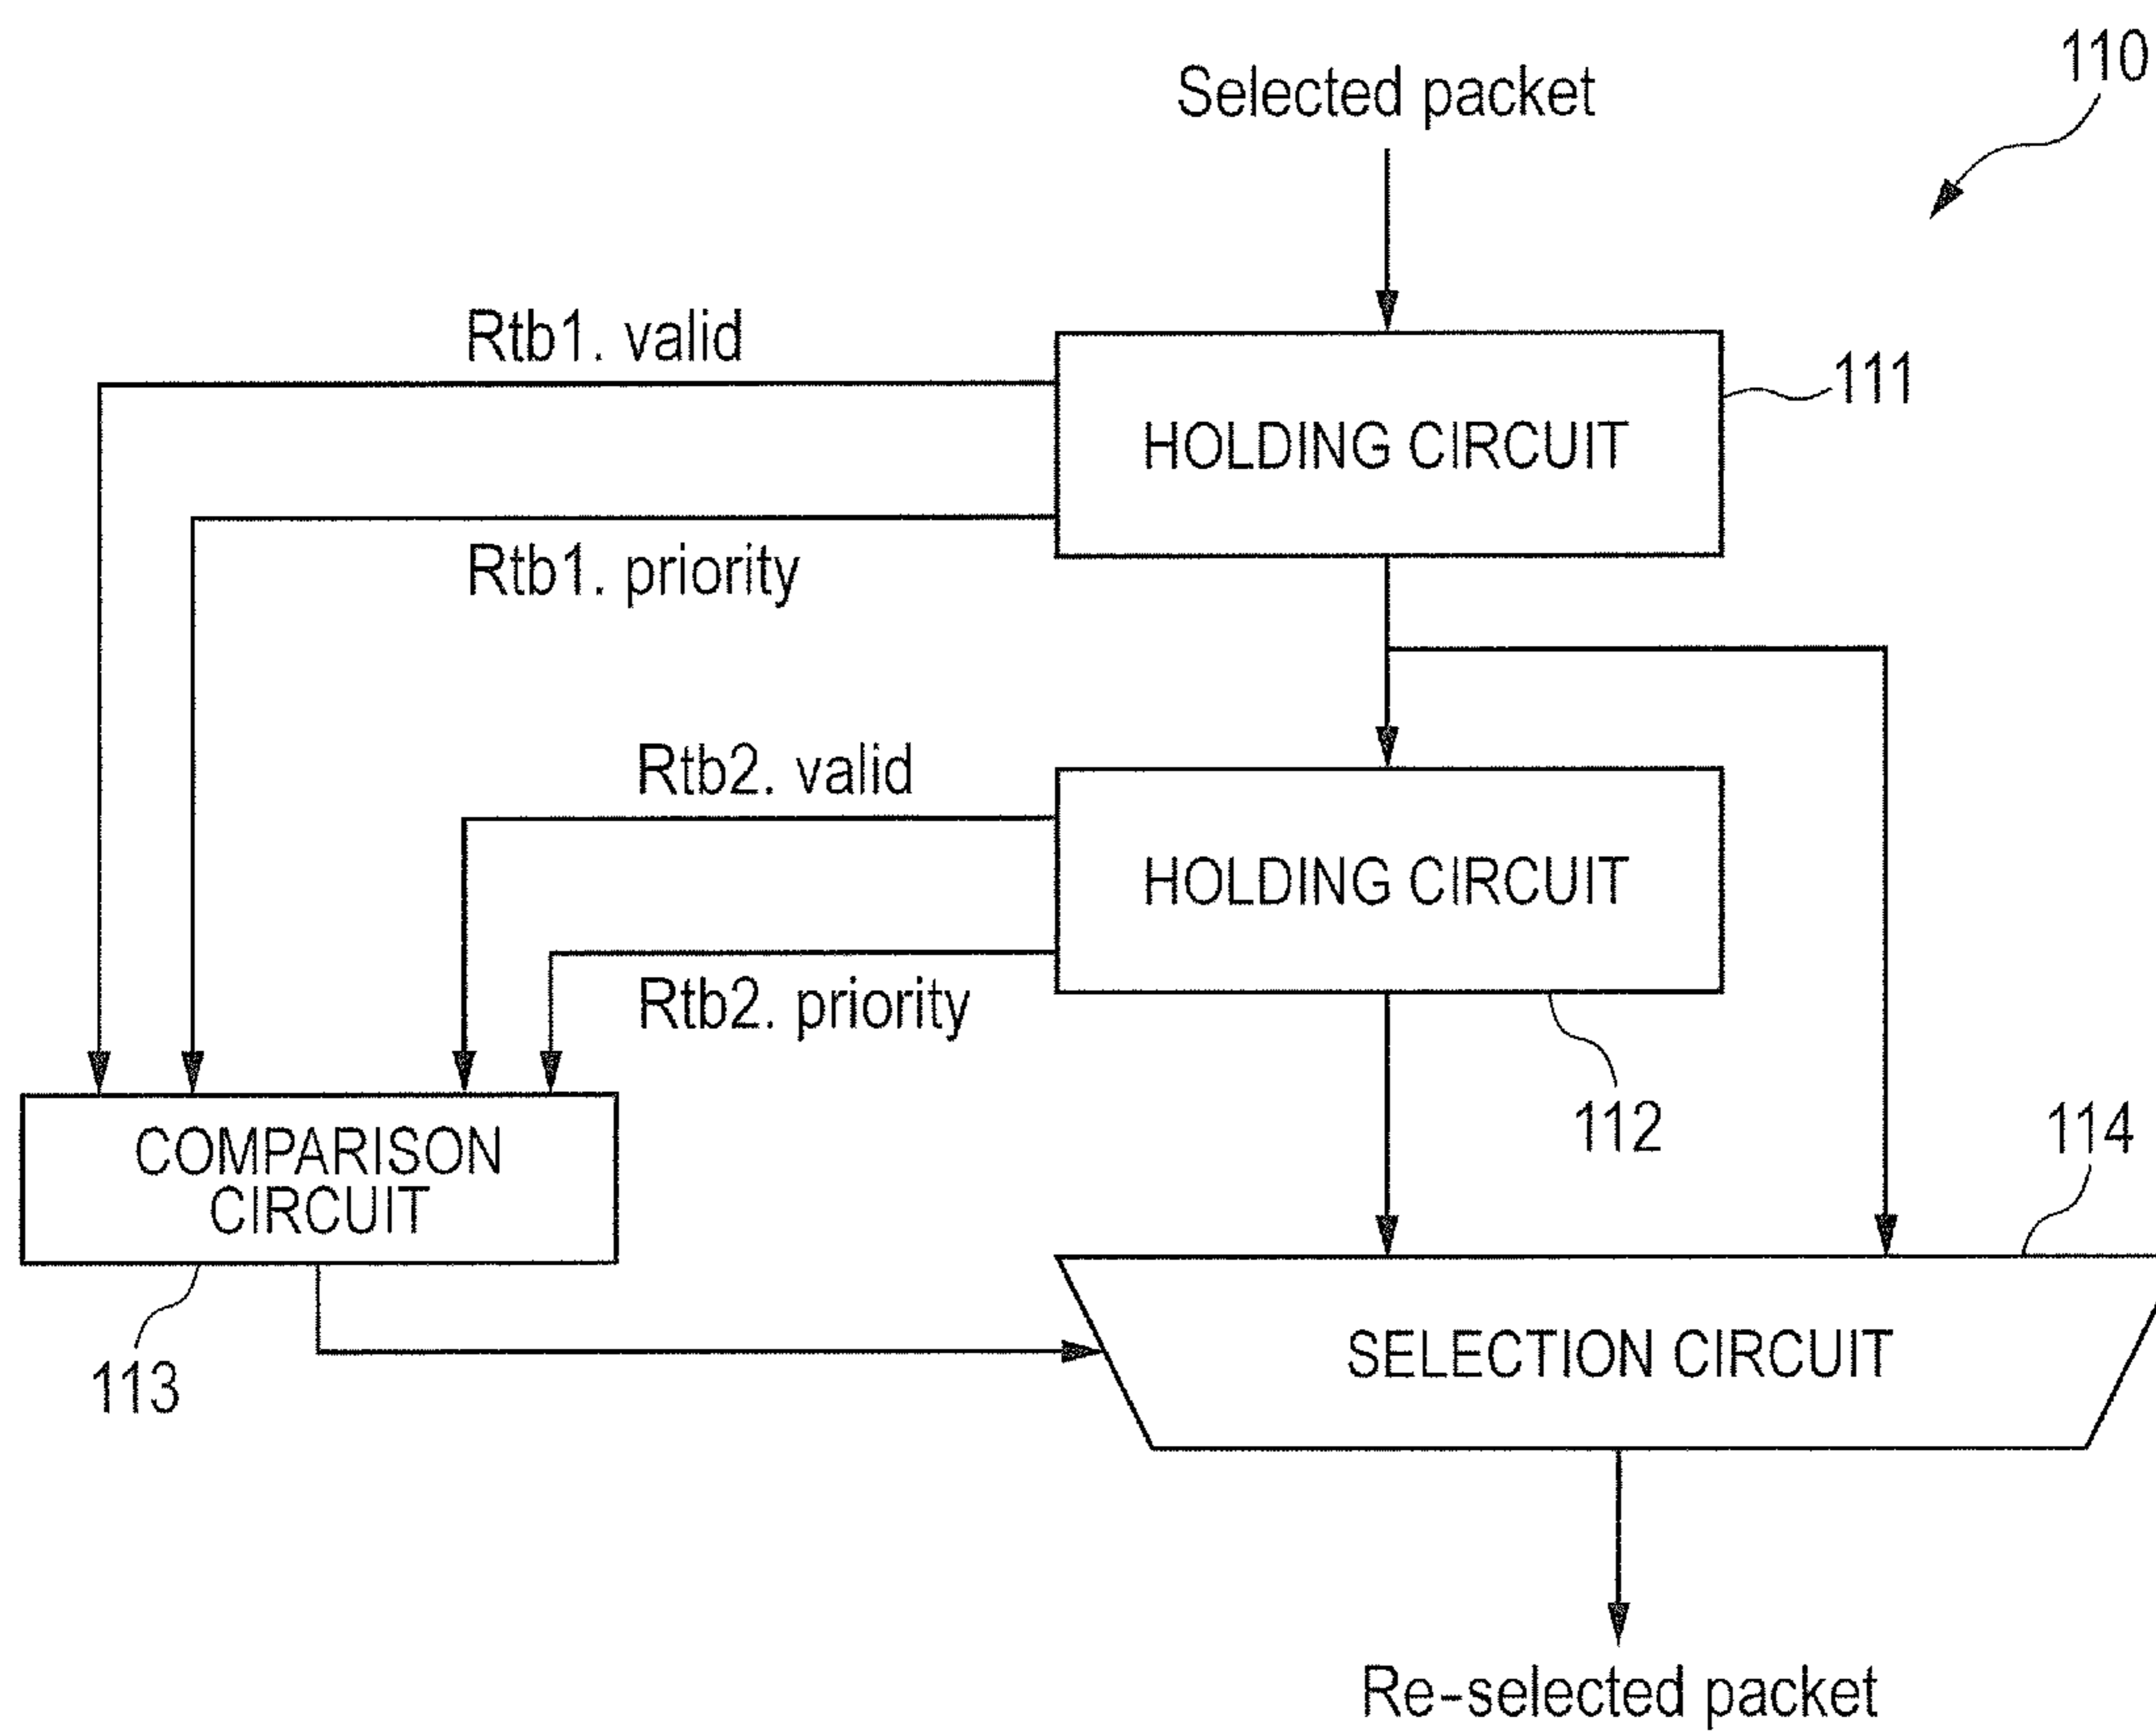 110
Selected packet
Rtb1. valid
111
HOLDING CIRCUIT
Rtb1. priority
Rtb2. valid
HOLDING CIRCUIT
Rtb2. priority
112
114
COMPARISON
CIRCUIT
SELECTION CIRCUIT
113
Re-selected packet